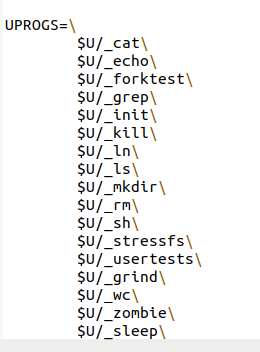 UPROGS=\
$U/_cat\
$U/_echo\
$U/_forktest\
$U/_grep\
$U/_init\
$U/_kill\
$U/_ln\
$U/_ls\
$U/_mkdir\
$U/_rm\
$U/_sh\
$U/_stressfs\
$U/_usertests\
$U/_grind\
$U/_wc\
$U/_zombie\
$U/_sleep\